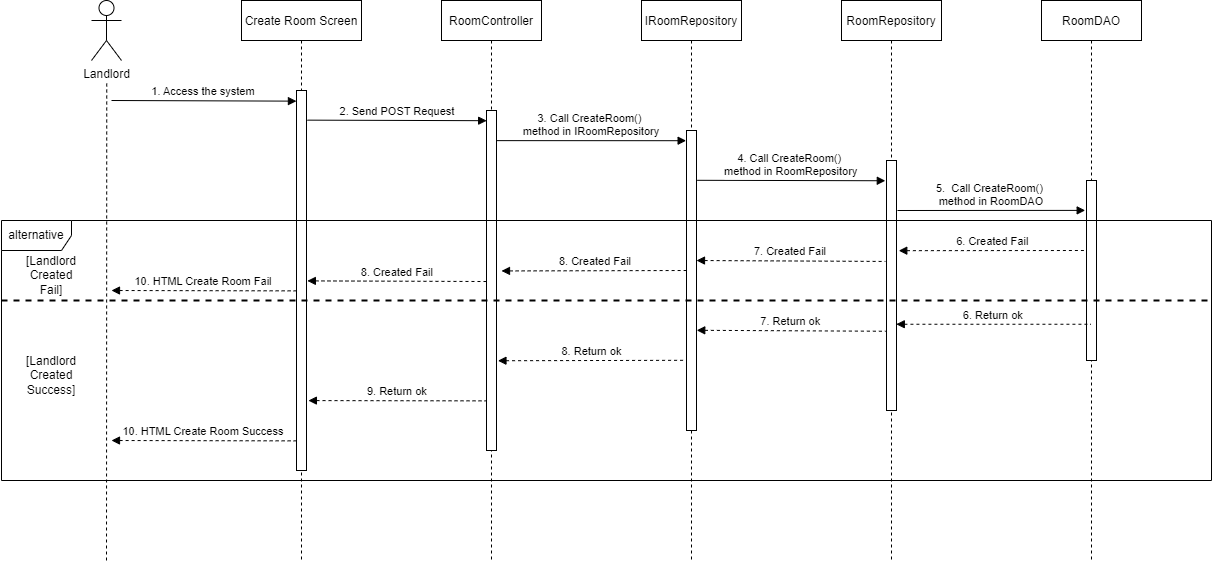 Create Room Screen
RoomController
IRoomRepository
RoomRepository
RoomDAO
Landlord
1. Access the system
2. Send POST Request
3. Call CreateRoom()
method in IRoomRepository
4. Call CreateRoom()
method in RoomRepository
5.  Call CreateRoom()
method in RoomDAO
alternative
[Landlord
Created
Fail]
6. Created Fail
7. Created Fail
8. Created Fail
8. Created Fail
10. HTML Create Room Fail
6. Return ok
7. Return ok
8. Return ok
[Landlord
Created
Success]
9. Return ok
10. HTML Create Room Success